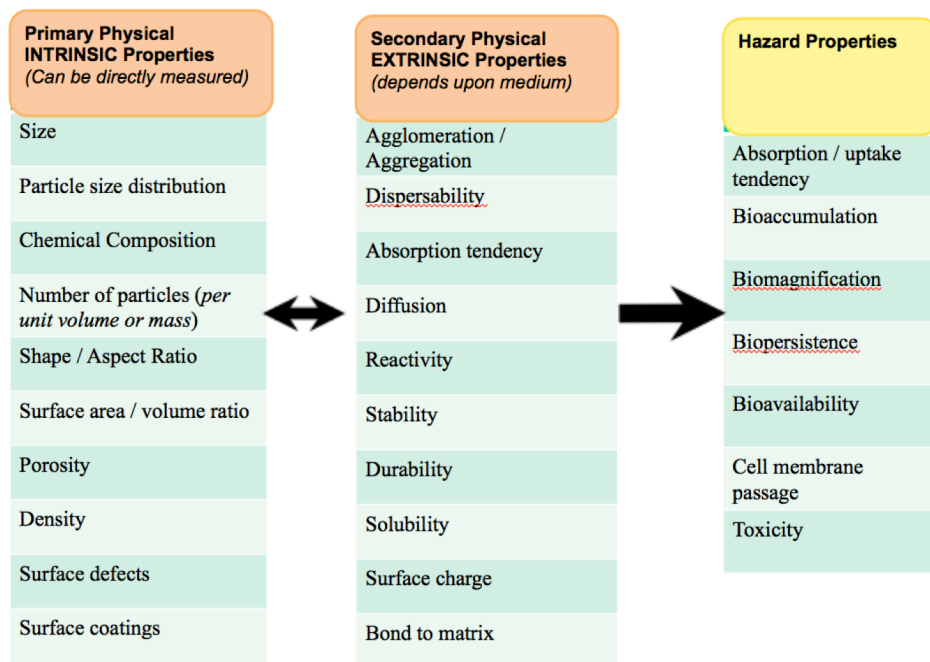 Primary Physical
INTRINSIC Properties
(Can be directly measured)
Size
Particle size distribution
Chemical Composition
Number of particles (per
unit volume or mass)
Shape / Aspect Ratio
Surface area / volume ratio
Porosity
Density
Surface defects
Surface coatings
Secondary Physical
EXTRINSIC Properties
(depends upon medium)
Agglomeration /
Aggregation
Dispersability
Absorption tendency
Diffusion
Reactivity
Stability
Durability
Solubility
Surface charge
Bond to matrix
Hazard Properties
Absorption / uptake
tendency
Bioaccumulation
Biomagnification
Biopersistence
Bioavailability
Cell membrane
passage
Toxicity